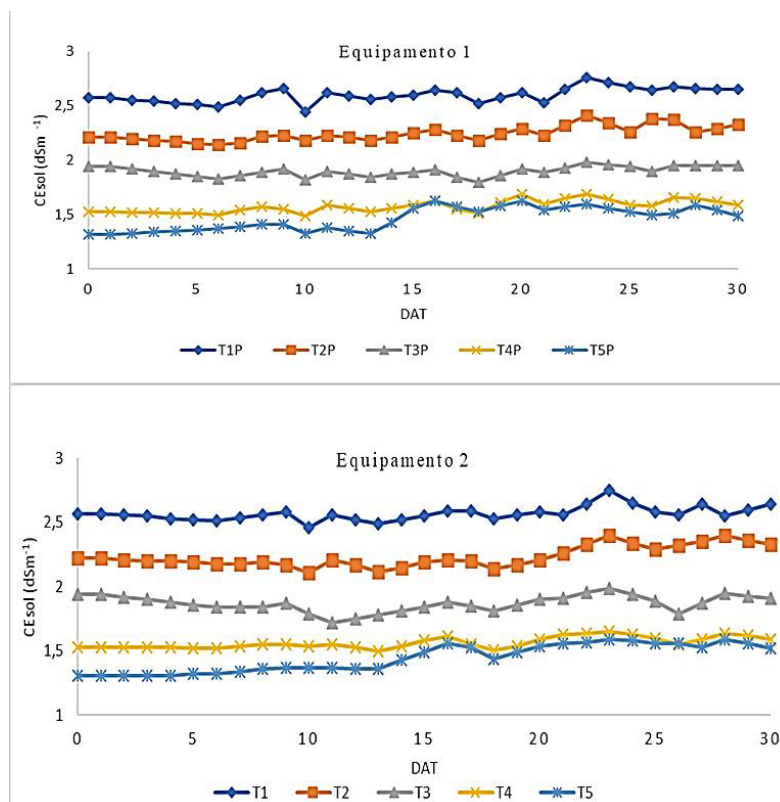 Equipamento 1
3
2,5
2
1,5
1
CEsol (dSm ⁻¹)
0 5 10 15 20 25 30
DAT
T1P T2P T3P T4P T5P
Equipamento 2
3
2,5
2
1,5
1
CEsol (dSm⁻¹)
0 5 10 15 20 25 30
DAT
T1 T2 T3 T4 T5